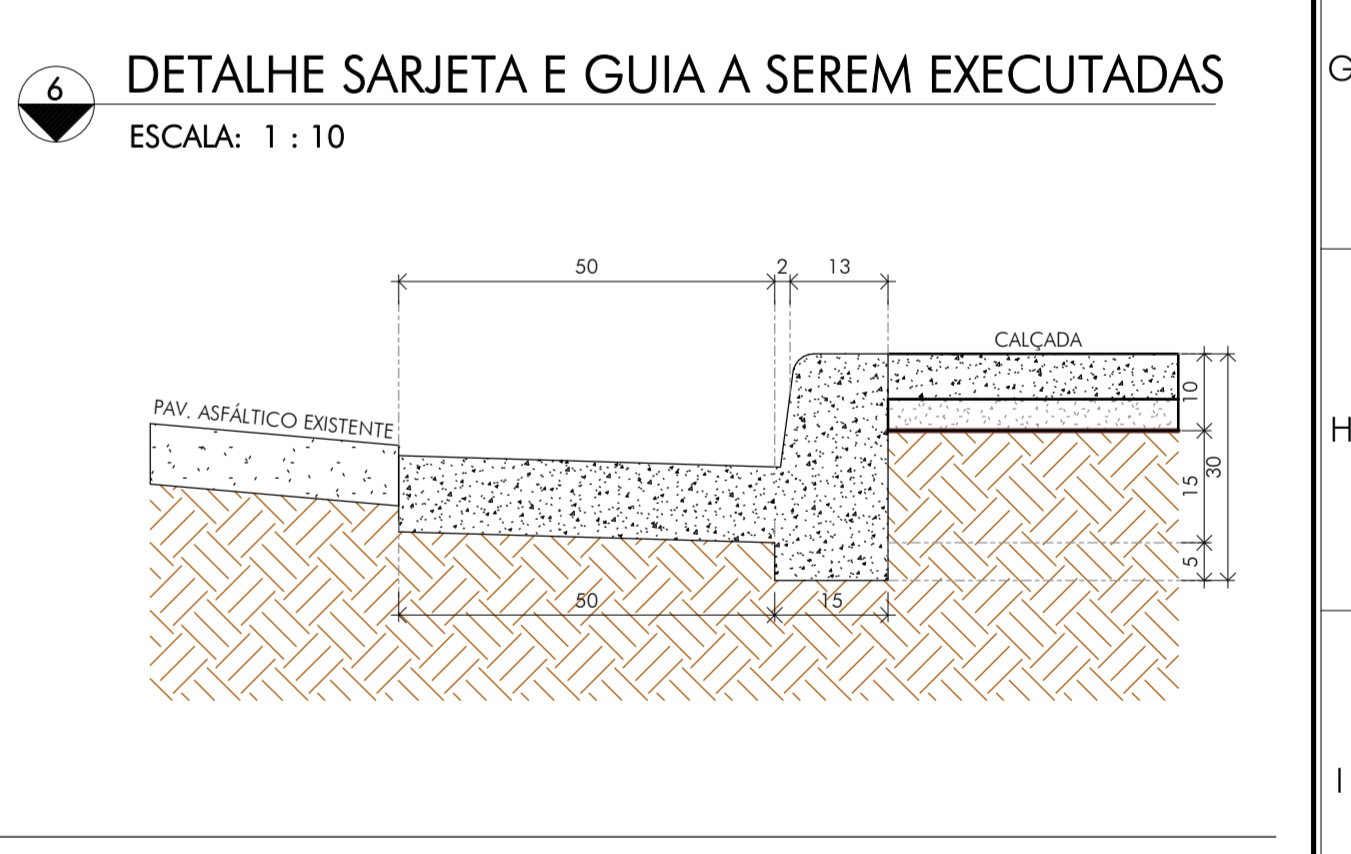 G
6
DETALHE SARJETA E GUIA A SEREM EXECUTADAS
ESCALA: 1 : 10
50 2 13
CALÇADA
PAV. ASFÁLTICO EXISTENTE
10
H
30
15
5
50 15
I